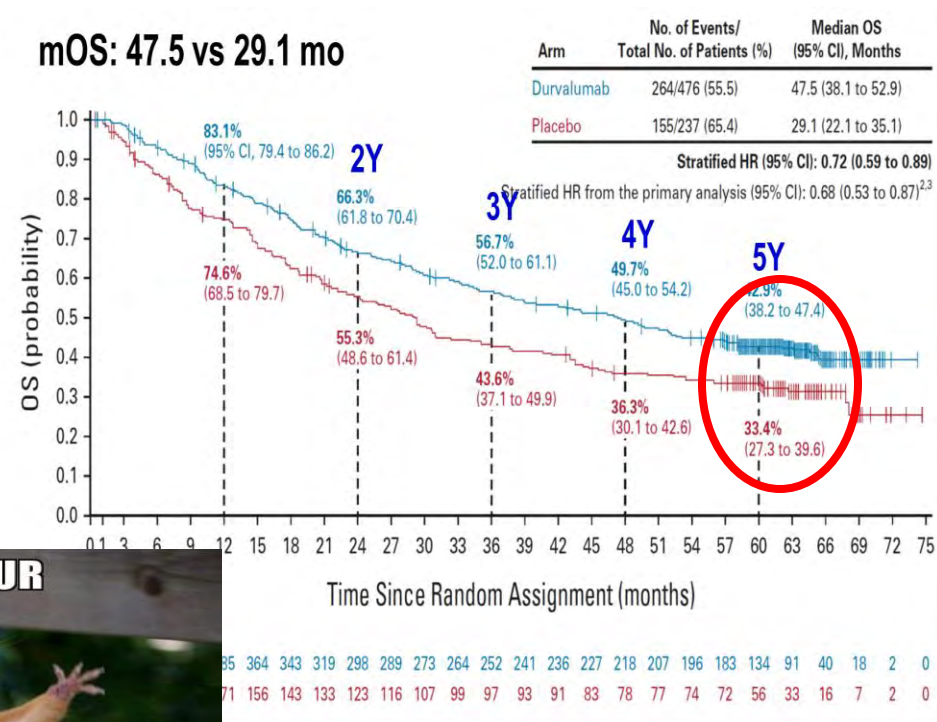 mOS: 47.5 vs 29.1 mo
No. of Events/ Median OS
Arm Total No. of Patients (%) (95% CI), Months
Durvalumab 264/476 (55.5) 47.5 (38.1 to 52.9)
Placebo 155/237 (65.4) 29.1 (22.1 to 35.1)
Stratified HR (95% CI): 0.72 (0.59 to 0.89)
Stratified HR from the primary analysis (95% CI): 0.68 (0.53 to 0.87)2,3
OS (probability)
1.0
0.9
0.8
0.7
0.6
0.5
0.4
0.3
0.2
0.1
0.0
83.1%
(95% CI, 79.4 to 86.2)
2Y
66.3%
(61.8 to 70.4)
3Y
56.7%
(52.0 to 61.1)
4Y
49.7%
(45.0 to 54.2)
5Y
42.9%
(38.2 to 47.4)
74.6%
(68.5 to 79.7)
55.3%
(48.6 to 61.4)
43.6%
(37.1 to 49.9)
36.3%
(30.1 to 42.6)
33.4%
(27.3 to 39.6)
0 1 3 6 9 12 15 18 21 24 27 30 33 36 39 42 45 48 51 54 57 60 63 66 69 72 75
Time Since Random Assignment (months)
UR
85 364 343 319 298 289 273 264 252 241 236 227 218 207 196 183 134 91 40 18 2 0
71 156 143 133 123 116 107 99 97 93 91 83 78 77 74 72 56 33 16 7 2 0